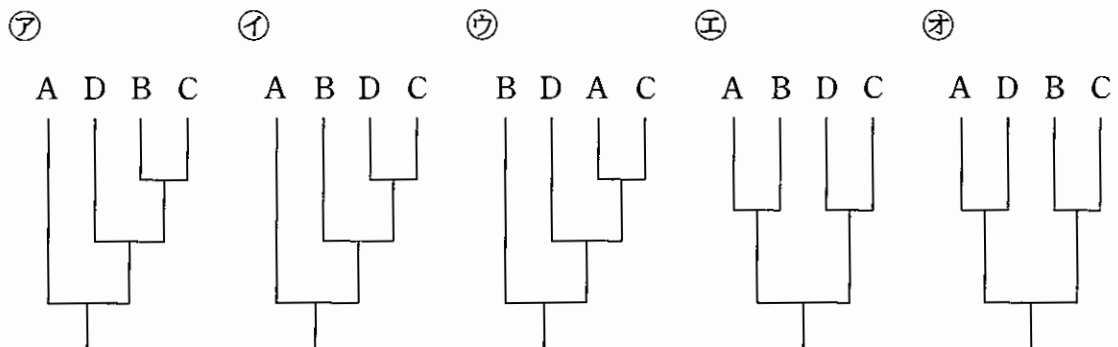 ㋐ ㋑ ㋒ ㋓ ㋔
A D B C A B D C B D A C A B D C A D B C